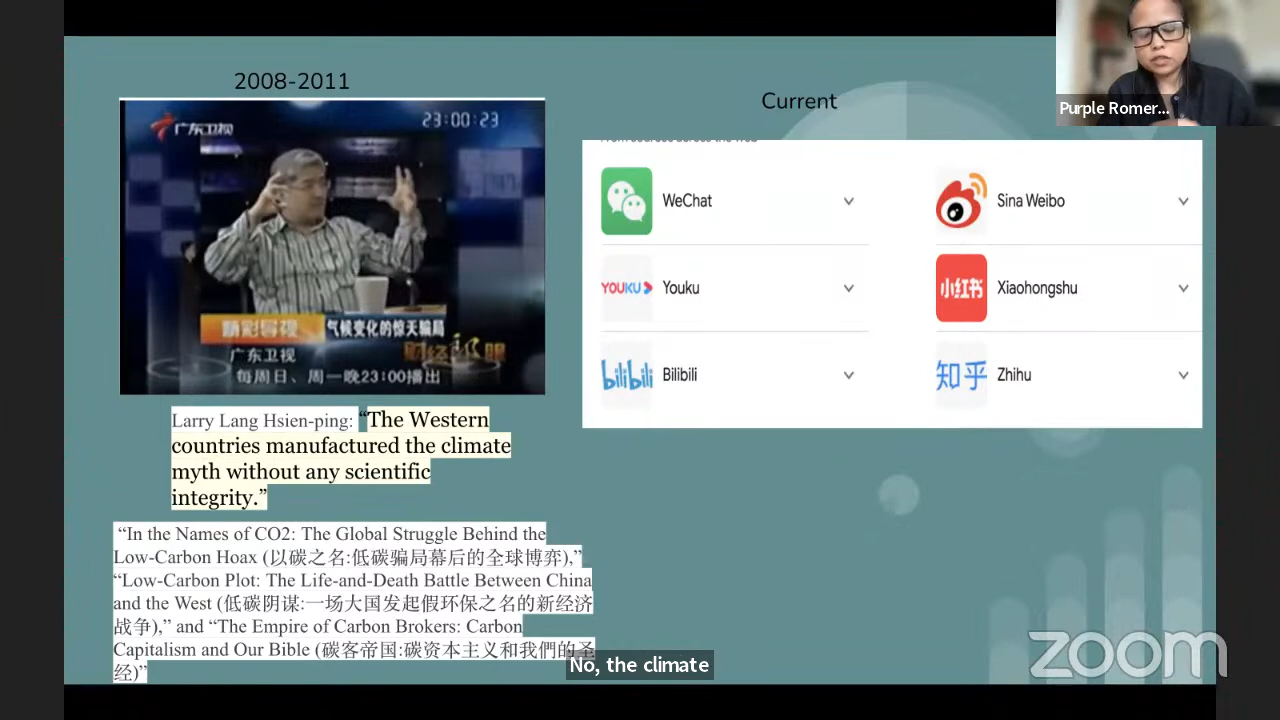 2008-2011
广东卫视
23:00:23
精彩导视
气候变化的惊天骗局
广东卫视
财经郎眼
每周日、周一晚23:00播出
Larry Lang Hsien-ping: “The Western
countries manufactured the climate
myth without any scientific
integrity.”
“In the Names of CO2: The Global Struggle Behind the
Low-Carbon Hoax (以碳之名:低碳骗局幕后的全球博弈),”
“Low-Carbon Plot: The Life-and-Death Battle Between China
and the West (低碳阴谋:一场大国发起假环保之名的新经济
战争),” and “The Empire of Carbon Brokers: Carbon
Capitalism and Our Bible (碳客帝国:碳资本主义和我們的圣
经)”
Current
WeChat
Sina Weibo
YOUKU
Youku
小红书
Xiaohongshu
bilibili
Bilibili
知乎
Zhihu
Purple Romer...
No, the climate
zoom